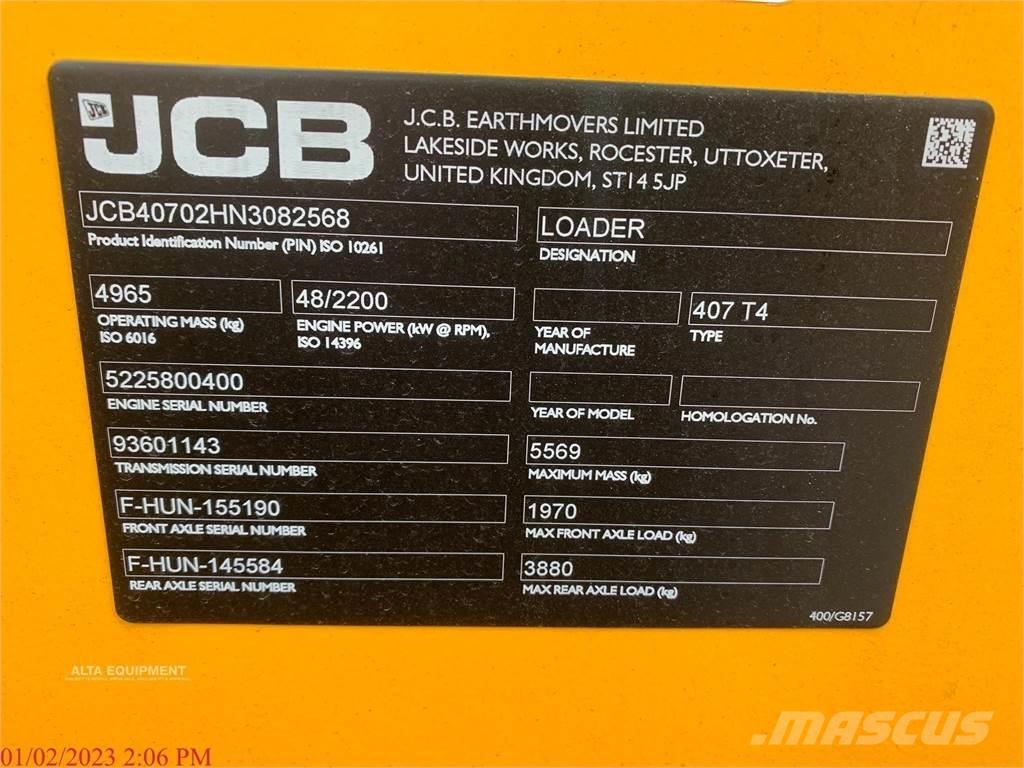 JCB
JCB
J.C.B. EARTHMOVERS LIMITED
LAKESIDE WORKS, ROCESTER, UTTOXETER,
UNITED KINGDOM, ST14 5JP
JCB40702HN3082568
Product Identification Number (PIN) ISO 10261
LOADER
DESIGNATION
4965
OPERATING MASS (kg)
ISO 6016
48/2200
ENGINE POWER (kW @ RPM),
ISO 14396
YEAR OF
MANUFACTURE
407 T4
TYPE
5225800400
ENGINE SERIAL NUMBER
YEAR OF MODEL
HOMOLOGATION No.
93601143
TRANSMISSION SERIAL NUMBER
5569
MAXIMUM MASS (kg)
F-HUN-155190
FRONT AXLE SERIAL NUMBER
1970
MAX FRONT AXLE LOAD (kg)
F-HUN-145584
REAR AXLE SERIAL NUMBER
3880
MAX REAR AXLE LOAD (kg)
400/G8157
ALTA EQUIPMENT
MASCUS
01/02/2023 2:06 PM